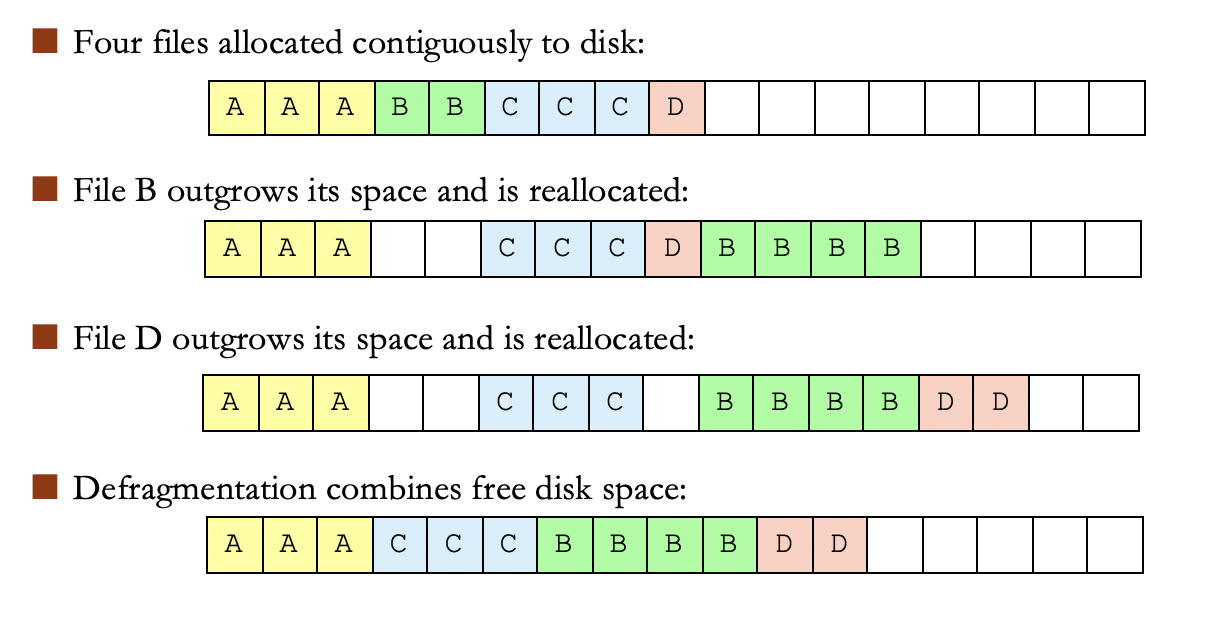 Four files allocated contiguously to disk:
A A A B B C C C D
File B outgrows its space and is reallocated:
A A A C C C D B B B B
File D outgrows its space and is reallocated:
A A A C C C B B B B D D
Defragmentation combines free disk space:
A A A C C C B B B B D D